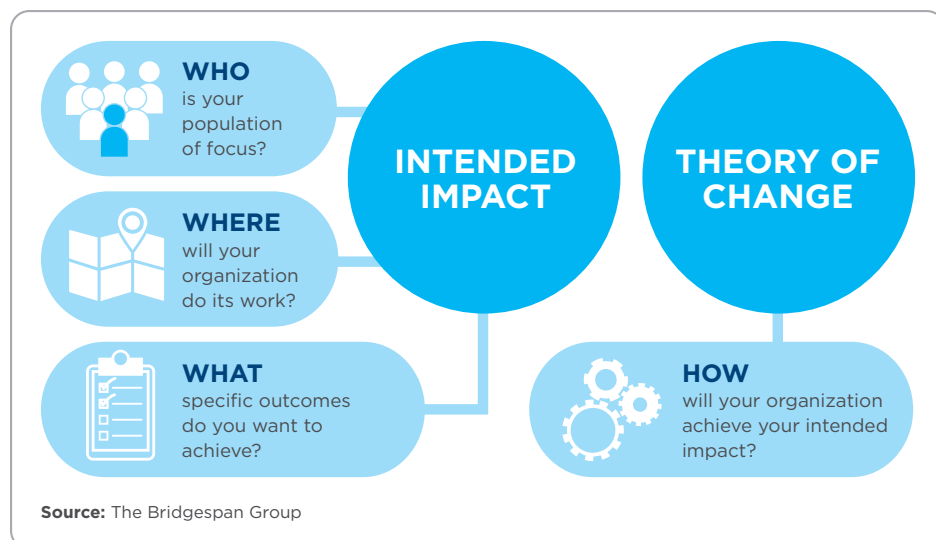 WHO
is your
population
of focus?
INTENDED
IMPACT
THEORY OF
CHANGE
WHERE
will your
organization
do its work?
WHAT
specific outcomes
do you want to
achieve?
HOW
will your organization
achieve your intended
impact?
Source: The Bridgespan Group